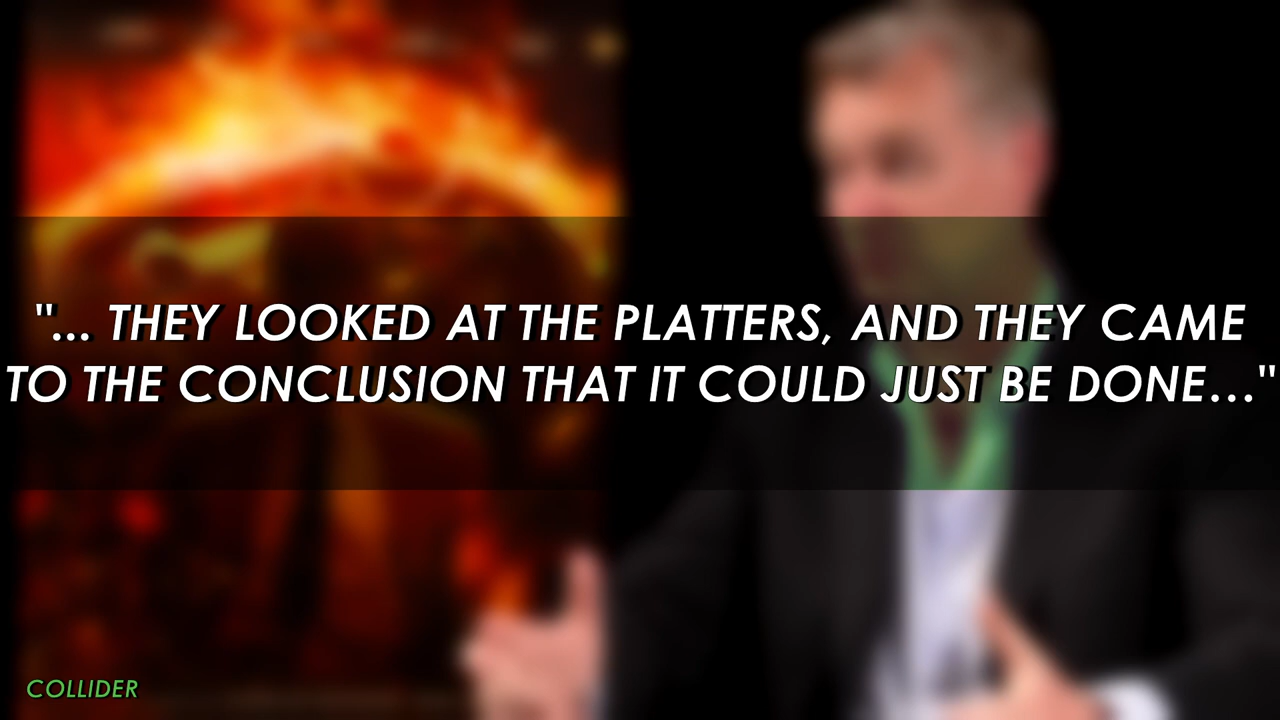 "... THEY LOOKED AT THE PLATTERS, AND THEY CAME
TO THE CONCLUSION THAT IT COULD JUST BE DONE..."
COLLIDER